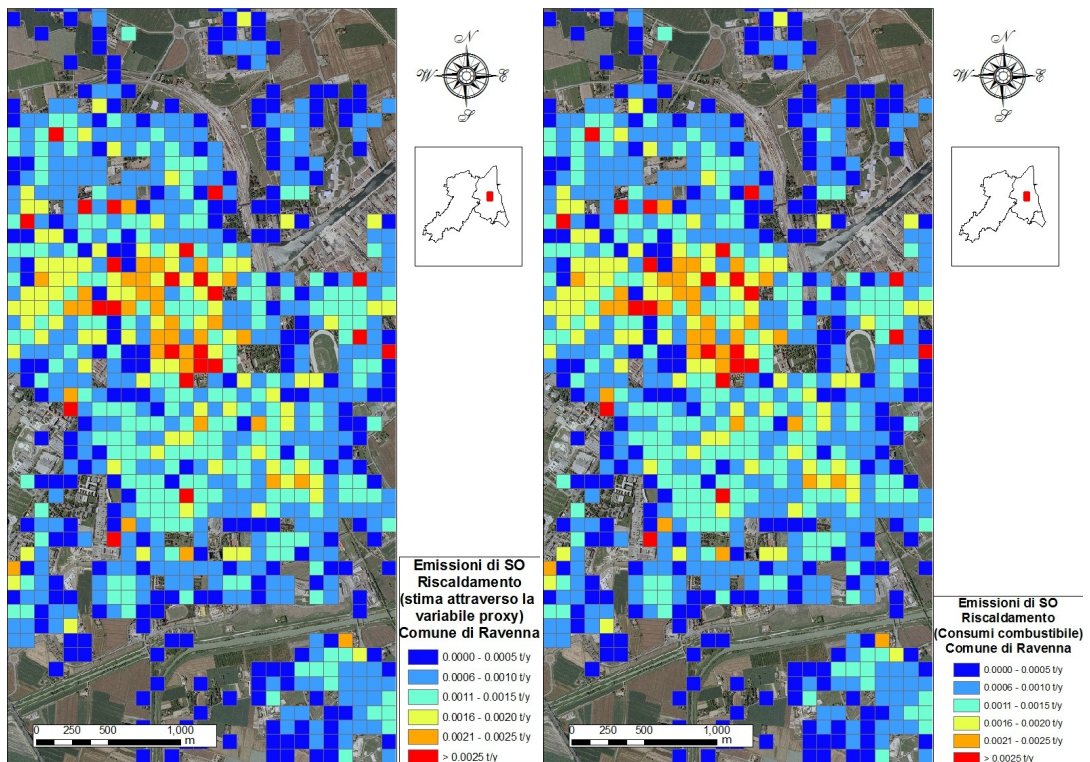 N
W
E
S
Emissioni di SO
Riscaldamento
(stima attraverso la
variabile proxy)
Comune di Ravenna
0.0000 - 0.0005 t/y
0.0006 - 0.0010 t/y
0.0011 - 0.0015 t/y
0.0016 - 0.0020 t/y
0.0021 - 0.0025 t/y
> 0.0025 t/y
0 250 500 1,000
m
N
W
E
S
Emissioni di SO
Riscaldamento
(Consumi combustibile)
Comune di Ravenna
0.0000 - 0.0005 t/y
0.0006 - 0.0010 t/y
0.0011 - 0.0015 t/y
0.0016 - 0.0020 t/y
0.0021 - 0.0025 t/y
> 0.0025 t/y
0 250 500 1,000
m